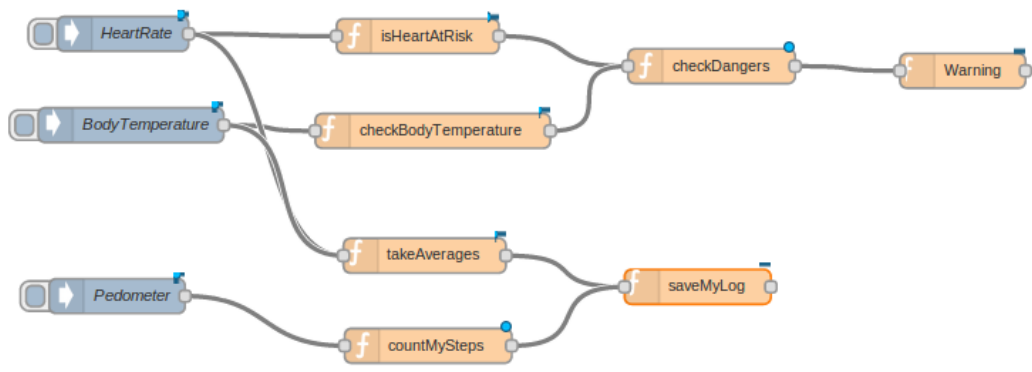 HeartRate
isHeartAtRisk
checkDangers
Warning
BodyTemperature
checkBodyTemperature
takeAverages
saveMyLog
Pedometer
countMySteps